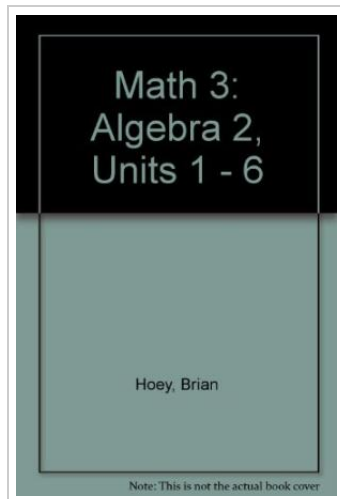 Math 3:
Algebra 2,
Units 1 - 6
Hoey, Brian
Note: This is not the actual book cover